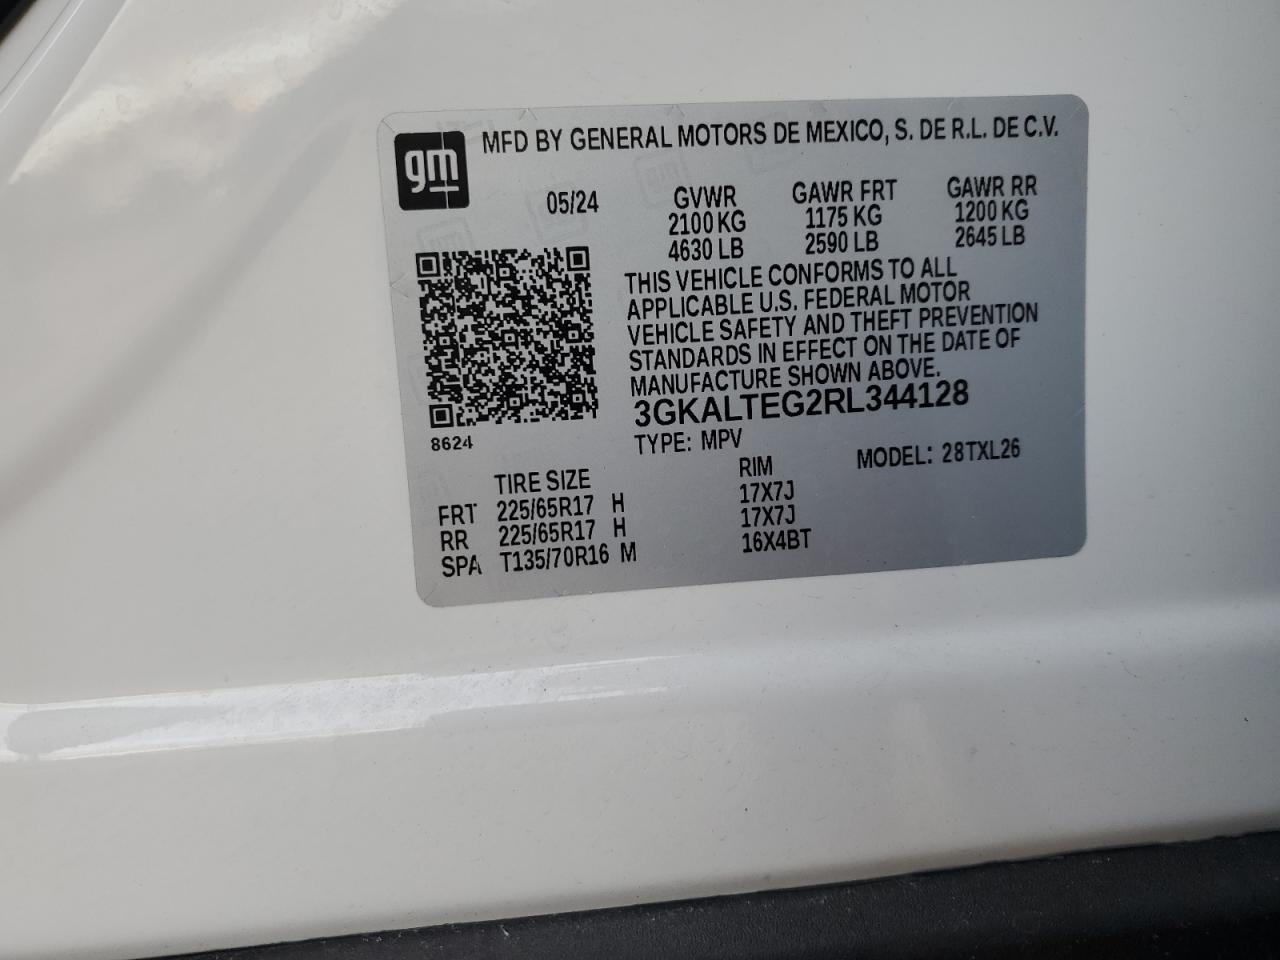 gm
MFD BY GENERAL MOTORS DE MEXICO, S. DE R.L. DE C.V.
05/24 GVWR GAWR FRT GAWR RR
2100 KG 1175 KG 1200 KG
4630 LB 2590 LB 2645 LB
THIS VEHICLE CONFORMS TO ALL
APPLICABLE U.S. FEDERAL MOTOR
VEHICLE SAFETY AND THEFT PREVENTION
STANDARDS IN EFFECT ON THE DATE OF
MANUFACTURE SHOWN ABOVE.
3GKALTEG2RL344128
8624
TYPE: MPV MODEL: 28TXL26
TIRE SIZE RIM
FRT 225/65R17 H 17X7J
RR 225/65R17 H 17X7J
SPA T135/70R16 M 16X4BT